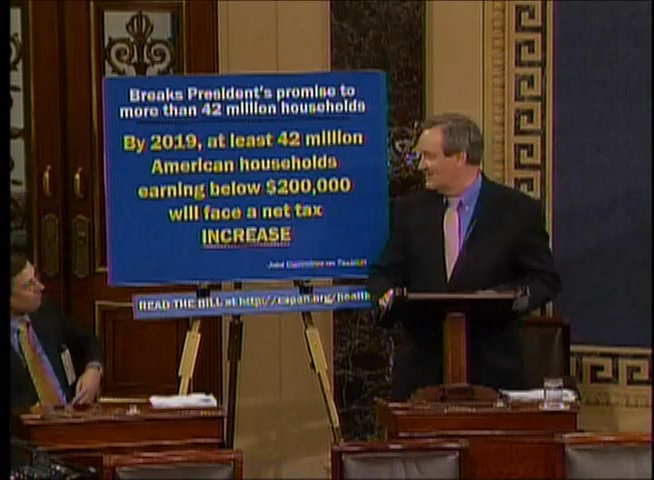 Breaks President's promise to
more than 42 million households
By 2019, at least 42 million
American households
earning below $200,000
will face a net tax
INCREASE
Joint Committee on Taxation
READ THE BILL at http://capan.org/health